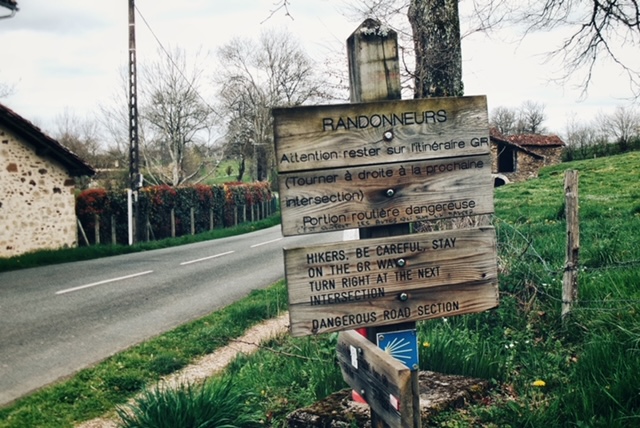 RANDONNEURS
Attention rester sur l'itinéraire GR
(Tourner à droite à la prochaine
intersection)
Portion routière dangereuse
HIKERS, BE CAREFUL, STAY
ON THE GR WAY
TURN RIGHT AT THE NEXT
INTERSECTION
DANGEROUS ROAD SECTION